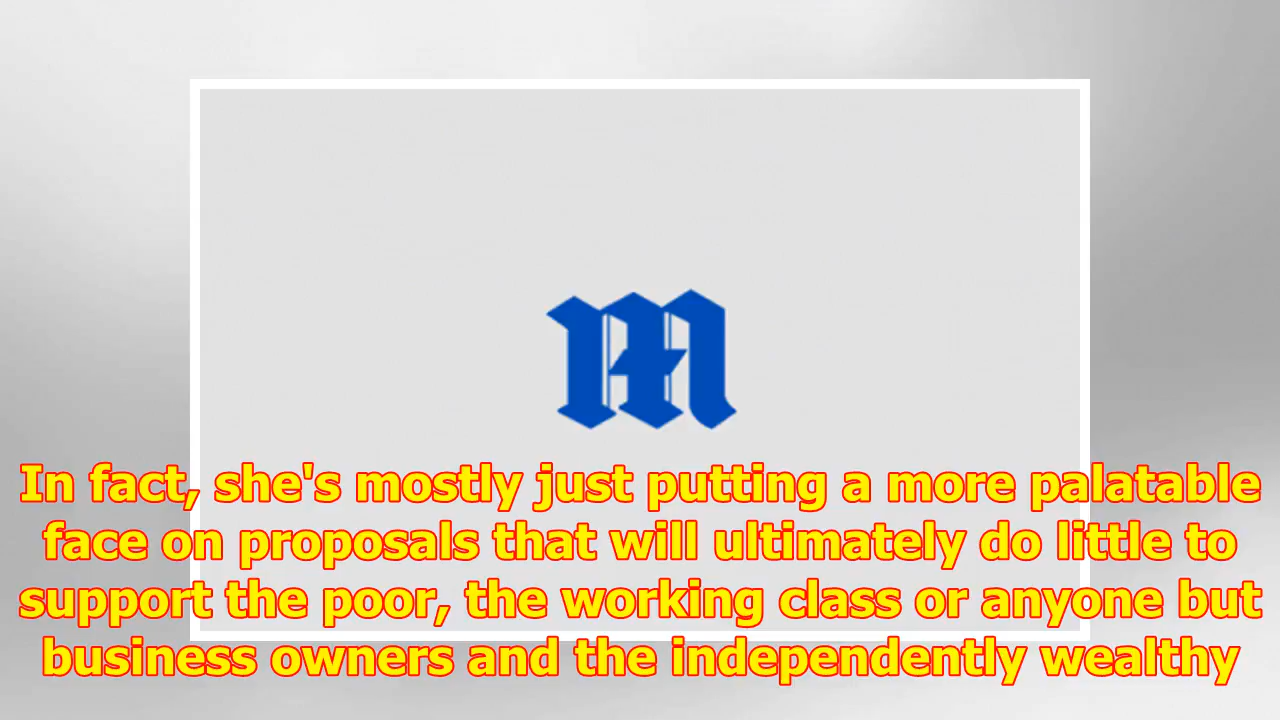 In fact, she's mostly just putting a more palatable
face on proposals that will ultimately do little to
support the poor, the working class or anyone but
business owners and the independently wealthy